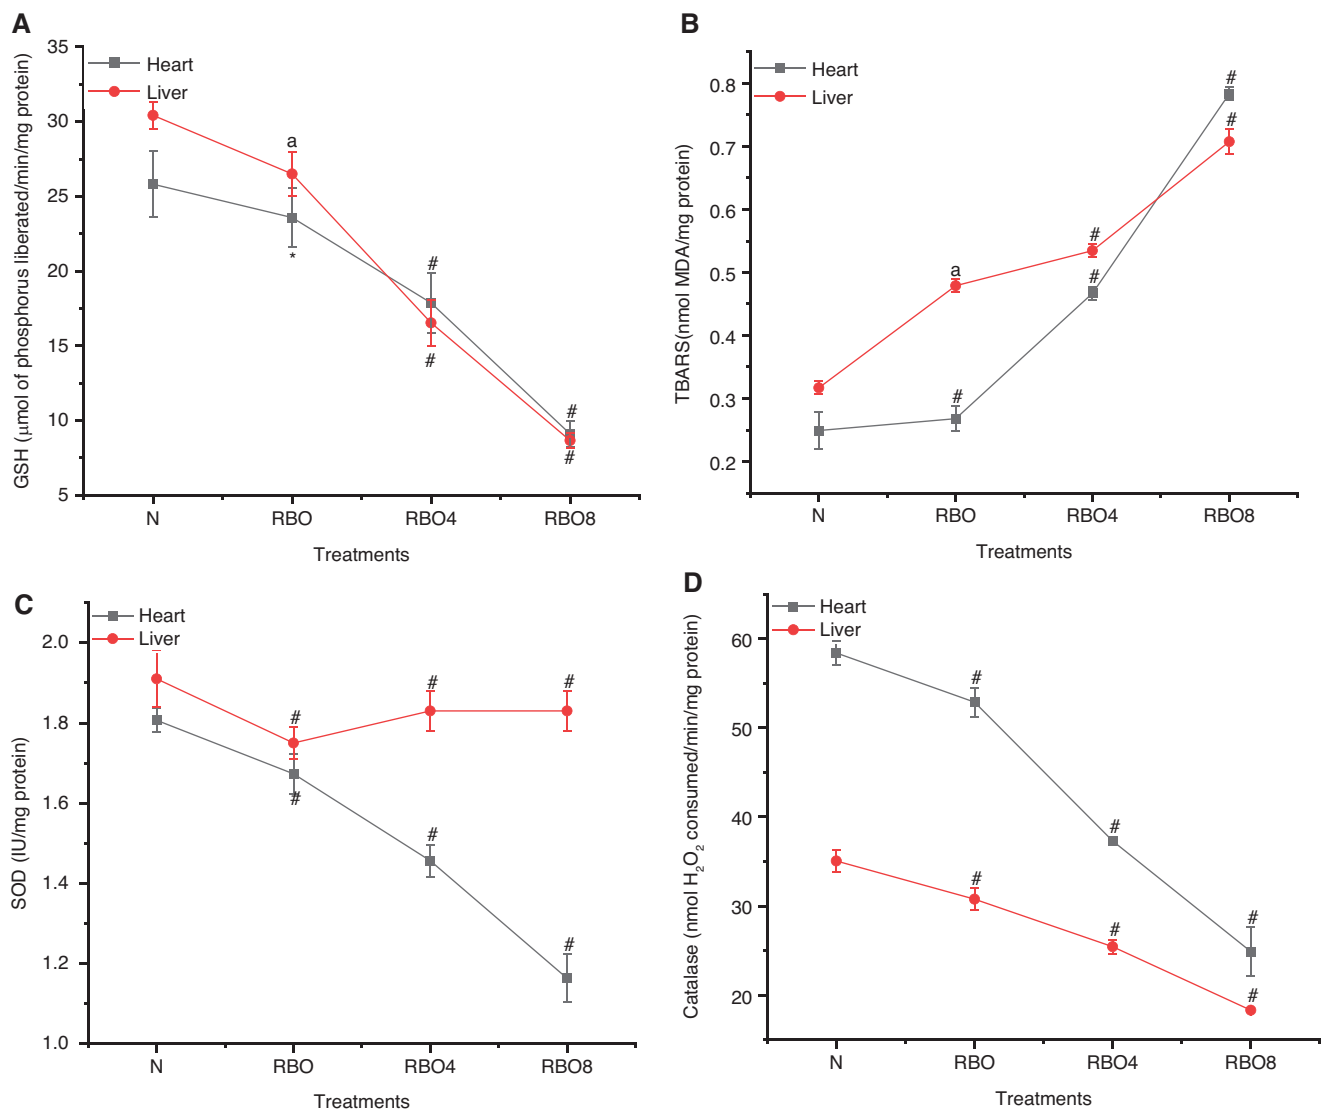 A
GSH (μmol of phosphorus liberated/min/mg protein)
35
30
25
20
15
10
5
Heart
Liver
a
*
#
#
#
#
N RBO RBO4 RBO8
Treatments
B
TBARS(nmol MDA/mg protein)
0.8
0.7
0.6
0.5
0.4
0.3
0.2
Heart
Liver
#
#
#
a
#
#
N RBO RBO4 RBO8
Treatments
C
SOD (IU/mg protein)
2.0
1.8
1.6
1.4
1.2
1.0
Heart
Liver
#
#
#
#
#
#
N RBO RBO4 RBO8
Treatments
D
Catalase (nmol H₂O₂ consumed/min/mg protein)
60
50
40
30
20
Heart
Liver
#
#
#
#
#
#
N RBO RBO4 RBO8
Treatments